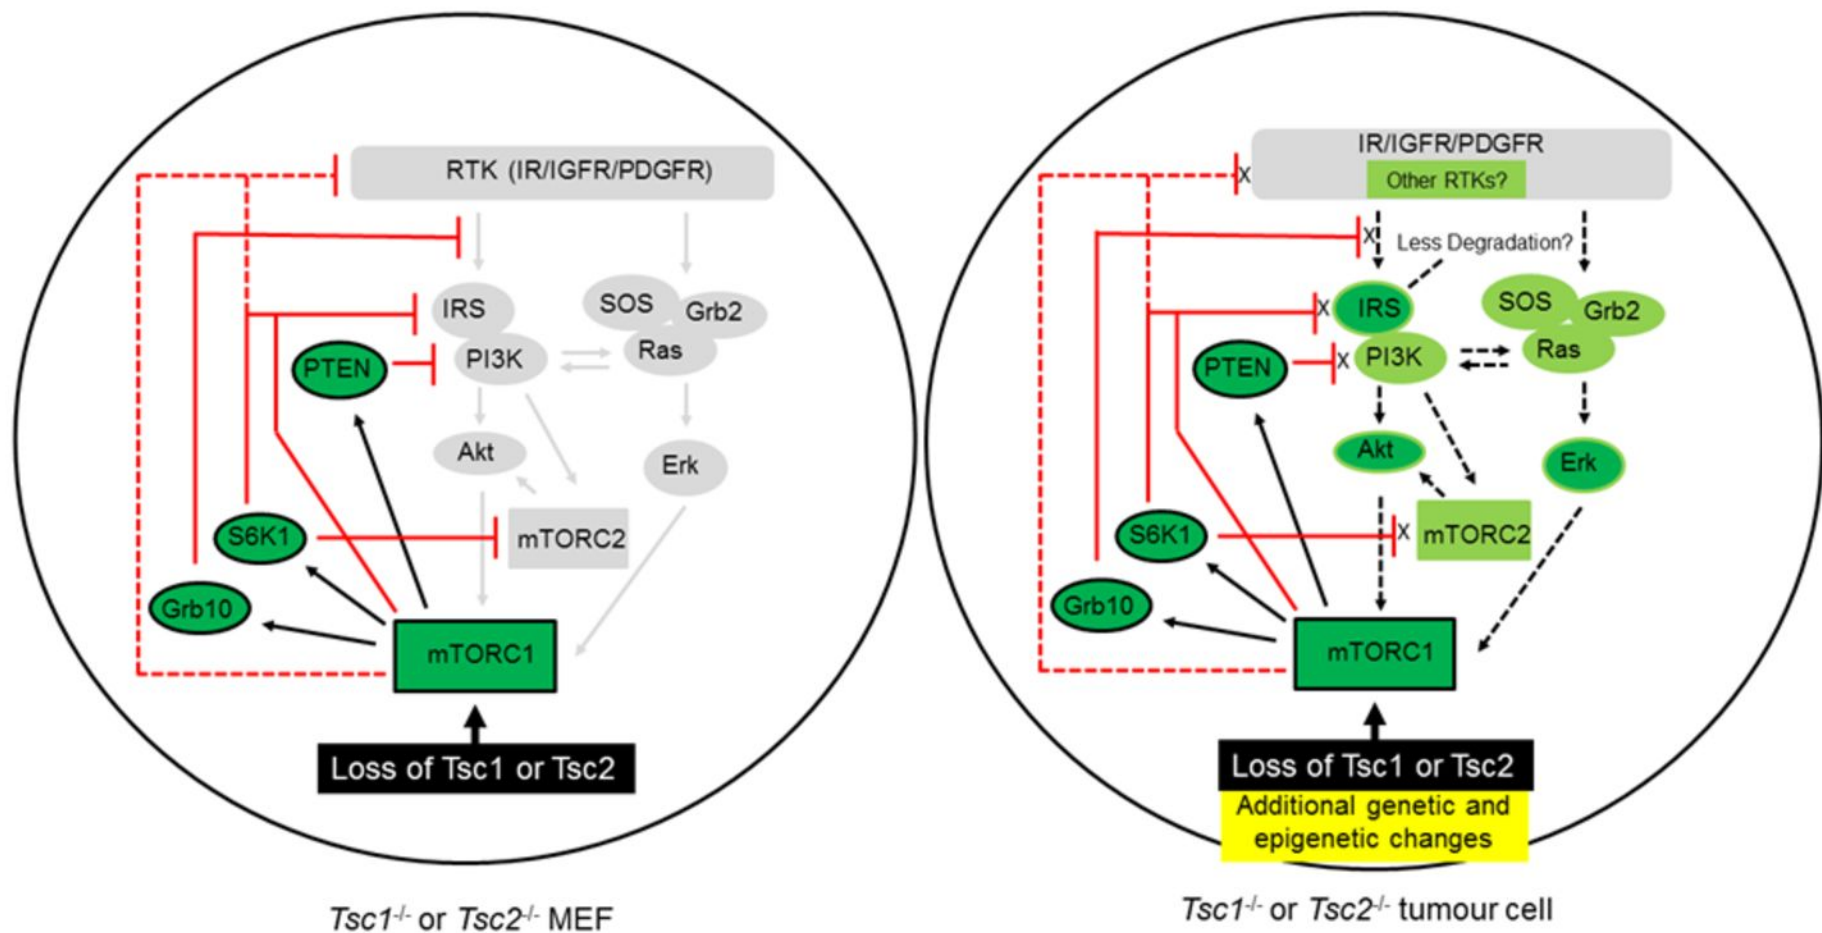 RTK (IR/IGFR/PDGFR)
IRS
SOS
Grb2
PTEN
PI3K
Ras
Akt
Erk
S6K1
mTORC2
Grb10
mTORC1
Loss of Tsc1 or Tsc2
Tsc1-/- or Tsc2-/- MEF
IR/IGFR/PDGFR
Other RTKs?
X
X
Less Degradation?
X
IRS
SOS
Grb2
PTEN
X
PI3K
Ras
Akt
Erk
S6K1
X
mTORC2
Grb10
mTORC1
Loss of Tsc1 or Tsc2
Additional genetic and
epigenetic changes
Tsc1-/- or Tsc2-/- tumour cell